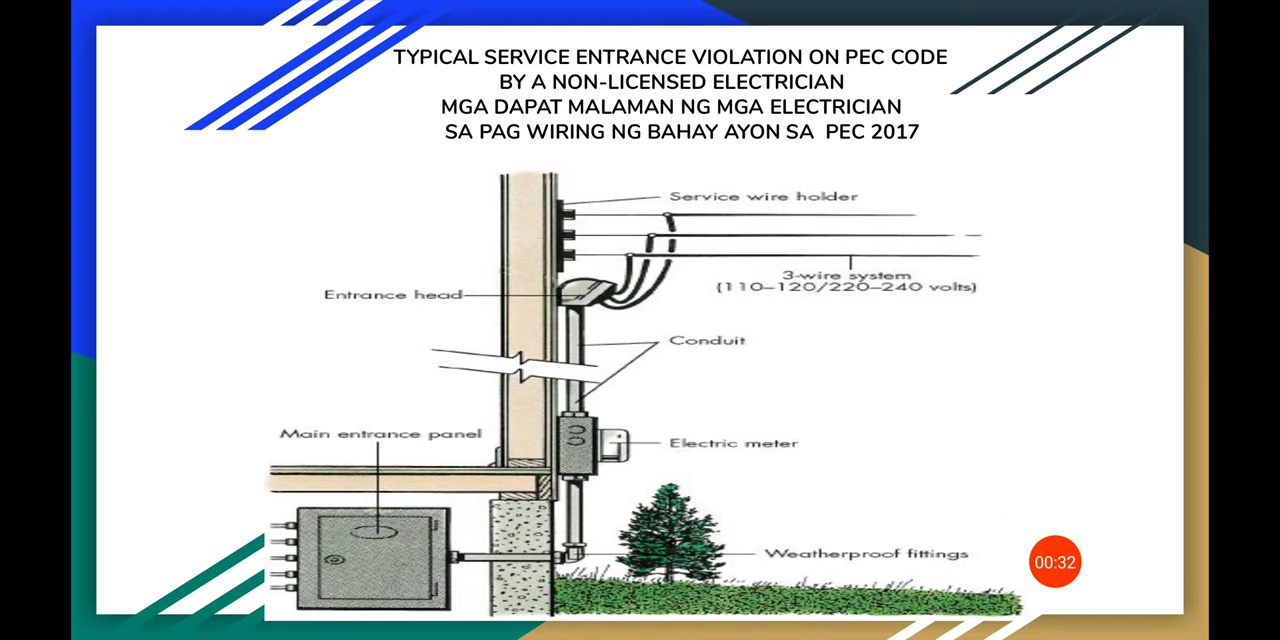 TYPICAL SERVICE ENTRANCE VIOLATION ON PEC CODE
BY A NON-LICENSED ELECTRICIAN
MGA DAPAT MALAMAN NG MGA ELECTRICIAN
SA PAG WIRING NG BAHAY AYON SA PEC 2017
Service wire holder
3-wire system
(110–120/220–240 volts)
Entrance head
Conduit
Main entrance panel
Electric meter
Weatherproof fittings
00:32